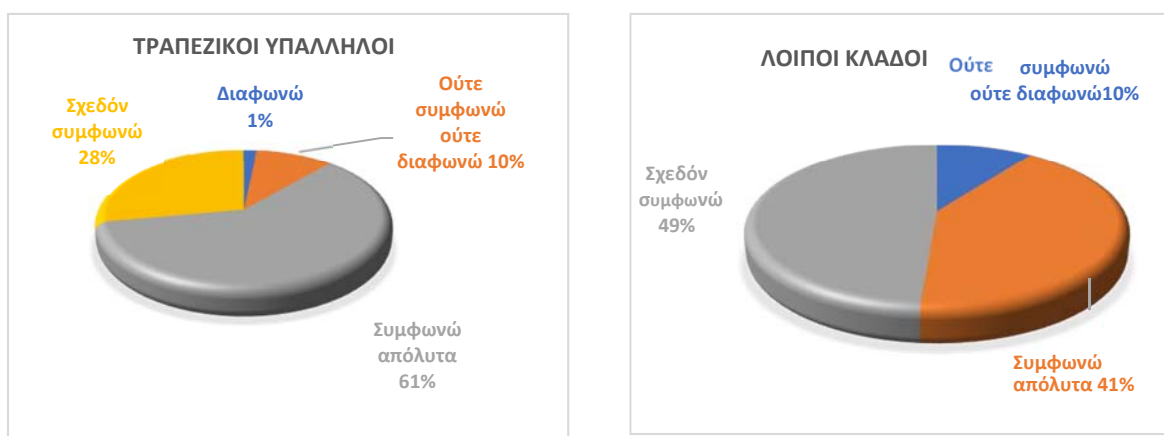 ΤΡΑΠΕΖΙΚΟΙ ΥΠΑΛΛΗΛΟΙ
Διαφωνώ
1%
Ούτε
συμφωνώ
ούτε
διαφωνώ 10%
Σχεδόν
συμφωνώ
28%
Συμφωνώ
απόλυτα
61%
ΛΟΙΠΟΙ ΚΛΑΔΟΙ
Ούτε συμφωνώ
ούτε διαφωνώ10%
Σχεδόν
συμφωνώ
49%
Συμφωνώ
απόλυτα 41%